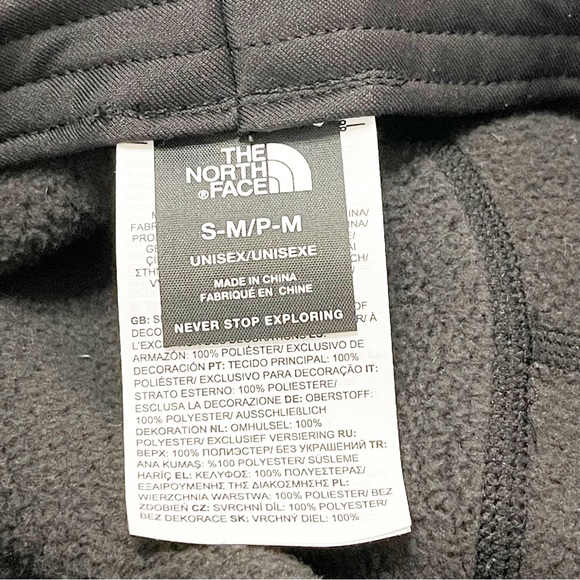 THE
NORTH
®FACE
S-M/P-M
UNISEX/UNISEXE
MADE IN CHINA
FABRIQUÉ EN CHINE
NEVER STOP EXPLORING
GB:
DECO
L'EXC
ARMAZÓN: 100% POLIÉSTER/ EXCLUSIVO DE
DECORACIÓN PT: TECIDO PRINCIPAL: 100%
POLIÉSTER/ EXCLUSIVO PARA DECORAÇÃO IT:
STRATO ESTERNO: 100% POLIESTERE/
ESCLUSA LA DECORAZIONE DE: OBERSTOFF:
100% POLYESTER/ AUSSCHLIEßLICH
DEKORATION NL: OMHULSEL: 100%
POLYESTER/ EXCLUSIEF VERSIERING RU:
ВЕРХ: 100% ПОЛИЭСТЕР/ БЕЗ УКРАШЕНИЙ TR:
ANA KUMAŞ: %100 POLYESTER/ SÜSLEME
HARİÇ EL: ΚΕΛΥΦΟΣ: 100% ΠΟΛΥΕΣΤΕΡΑΣ/
ΕΞΑΙΡΟΥΜΕΝΗΣ ΤΗΣ ΔΙΑΚΟΣΜΗΣΗΣ PL:
WIERZCHNIA WARSTWA: 100% POLIESTER/ BEZ
ZDOBIEŃ CZ: SVRCHNÍ DÍL: 100% POLYESTER/
BEZ DEKORACE SK: VRCHNÝ DIEL: 100%